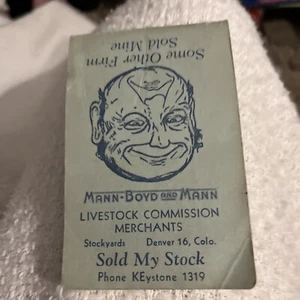 Some Other Firm
Sold Mine
MANN-BOYD AND MANN
LIVESTOCK COMMISSION
MERCHANTS
Stockyards Denver 16, Colo.
Sold My Stock
Phone KEystone 1319